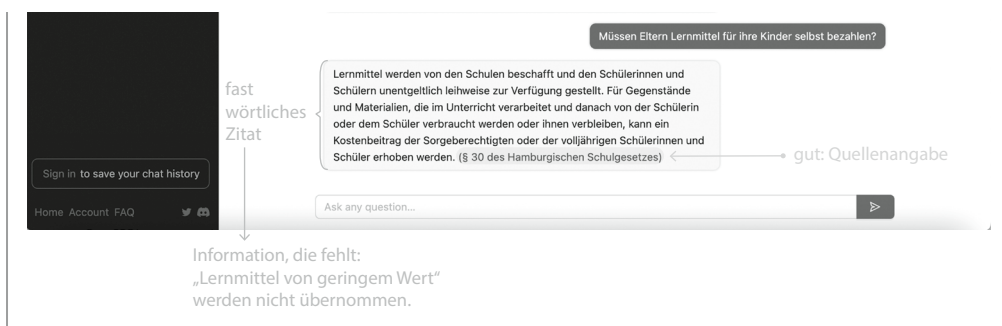 Müssen Eltern Lernmittel für ihre Kinder selbst bezahlen?
fast
wörtliches
Zitat
Lernmittel werden von den Schulen beschafft und den Schülerinnen und
Schülern unentgeltlich leihweise zur Verfügung gestellt. Für Gegenstände
und Materialien, die im Unterricht verarbeitet und danach von der Schülerin
oder dem Schüler verbraucht werden oder ihnen verbleiben, kann ein
Kostenbeitrag der Sorgeberechtigten oder der volljährigen Schülerinnen und
Schüler erhoben werden. (§ 30 des Hamburgischen Schulgesetzes)
gut: Quellenangabe
Sign in to save your chat history
Home Account FAQ
Ask any question...
Information, die fehlt:
„Lernmittel von geringem Wert“
werden nicht übernommen.